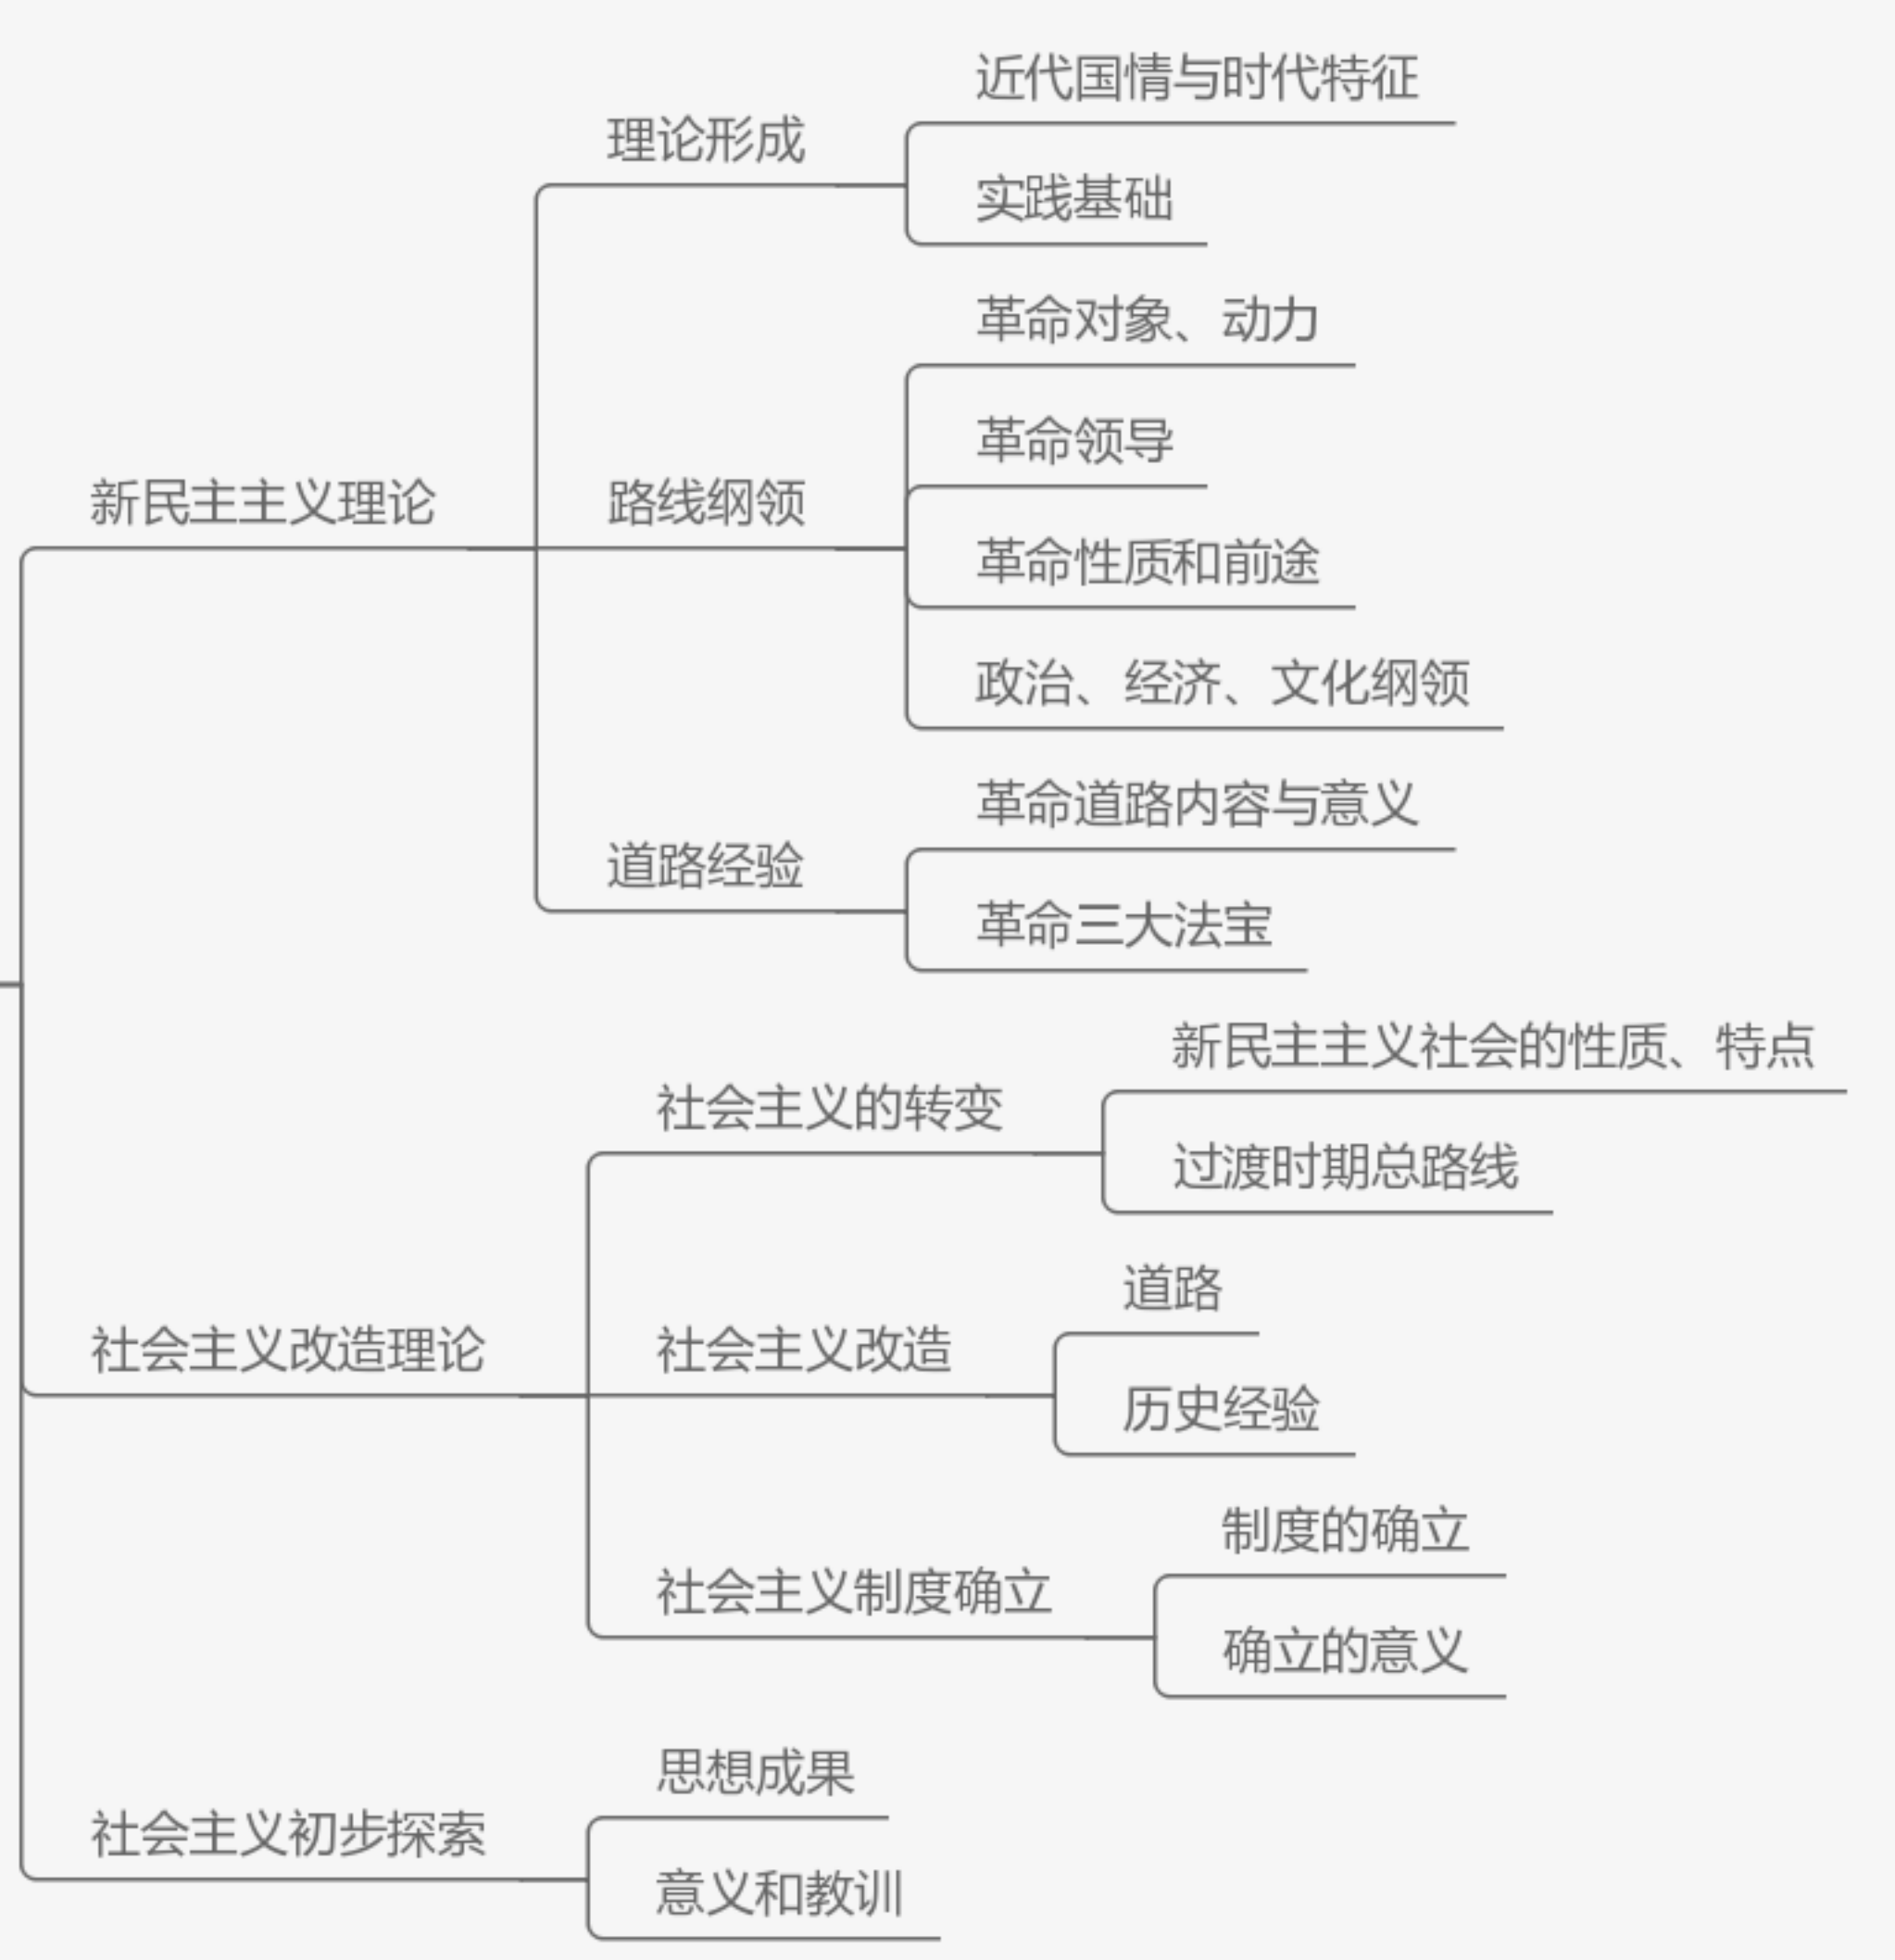 近代国情与时代特征
理论形成
实践基础
革命对象、动力
革命领导
新民主主义理论
路线纲领
革命性质和前途
政治、经济、文化纲领
革命道路内容与意义
道路经验
革命三大法宝
新民主主义社会的性质、特点
社会主义的转变
过渡时期总路线
道路
社会主义改造理论
社会主义改造
历史经验
制度的确立
社会主义制度确立
确立的意义
思想成果
社会主义初步探索
意义和教训